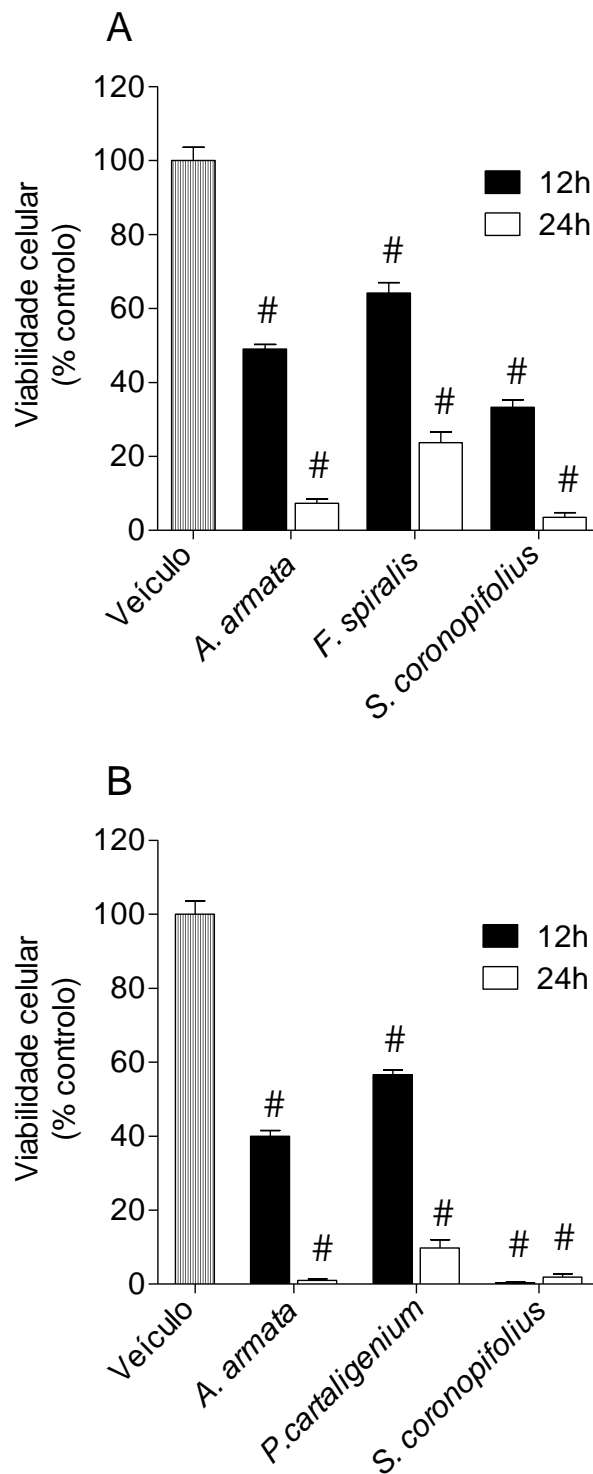 A
Viabilidade celular
(% controlo)
120
100
80
60
40
20
0
12h
24h
#
#
#
#
#
#
Veículo
A. armata
F. spiralis
S. coronopifolius
B
Viabilidade celular
(% controlo)
120
100
80
60
40
20
0
12h
24h
#
#
#
#
#
#
Veículo
A. armata
P.cartaligenium
S. coronopifolius